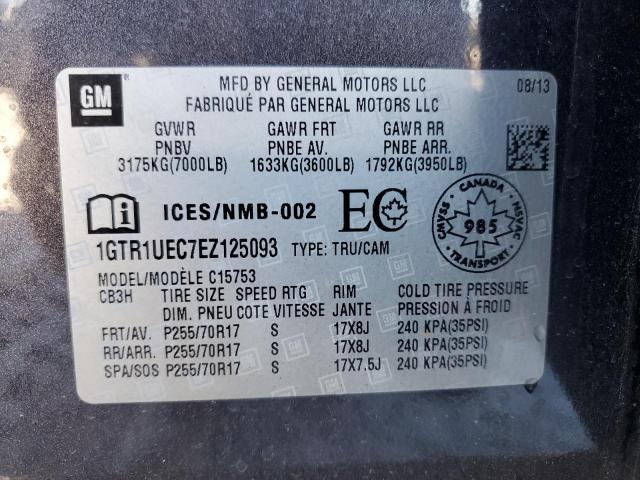 GM
MFD BY GENERAL MOTORS LLC
FABRIQUÉ PAR GENERAL MOTORS LLC
08/13
GVWR GAWR FRT GAWR RR
PNBV PNBE AV. PNBE ARR.
3175KG(7000LB) 1633KG(3600LB) 1792KG(3950LB)
ICES/NMB-002 EC
CANADA
CMVSS 985 NSVAC
TRANSPORT
1GTR1UEC7EZ125093 TYPE: TRU/CAM
MODEL/MODÈLE C15753
CB3H TIRE SIZE SPEED RTG RIM COLD TIRE PRESSURE
DIM. PNEU COTE VITESSE JANTE PRESSION À FROID
FRT/AV. P255/70R17 S 17X8J 240 KPA(35PSI)
RR/ARR. P255/70R17 S 17X8J 240 KPA(35PSI)
SPA/SOS P255/70R17 S 17X7.5J 240 KPA(35PSI)